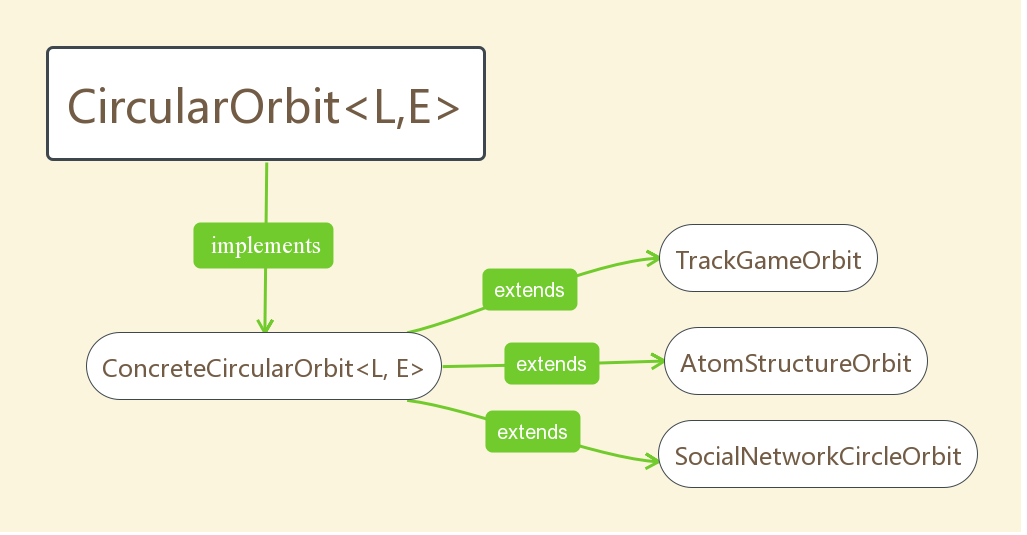 CircularOrbit<L,E>
implements
TrackGameOrbit
extends
ConcreteCircularOrbit<L, E>
extends
AtomStructureOrbit
extends
SocialNetworkCircleOrbit